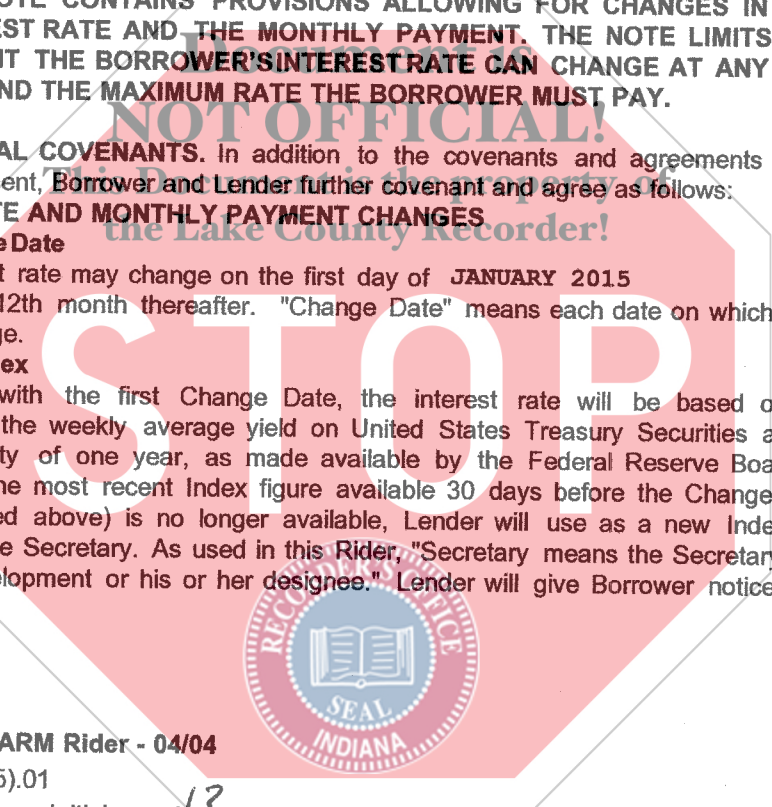 OTE CONTAINS PROVISIONS ALLOWING FOR CHANGES IN
EST RATE AND THE MONTHLY PAYMENT. THE NOTE LIMITS
Document is
T THE BORROWER'S INTEREST RATE CAN CHANGE AT ANY
ND THE MAXIMUM RATE THE BORROWER MUST PAY.
NOT OFFICIAL!
AL COVENANTS. In addition to the covenants and agreements
ent, Borrower and Lender further covenant and agree as follows:
This Document is the property of
TE AND MONTHLY PAYMENT CHANGES
the Lake County Recorder!
e Date
t rate may change on the first day of JANUARY 2015
12th month thereafter. "Change Date" means each date on which
ge.
STOP
ex
with the first Change Date, the interest rate will be based o
the weekly average yield on United States Treasury Securities a
ty of one year, as made available by the Federal Reserve Boa
he most recent Index figure available 30 days before the Change
ed above) is no longer available, Lender will use as a new Inde
e Secretary. As used in this Rider, "Secretary means the Secretary
elopment or his or her designee." Lender will give Borrower notice
RECORDER'S OFFICE
SEAL
INDIANA
ARM Rider - 04/04
5).01